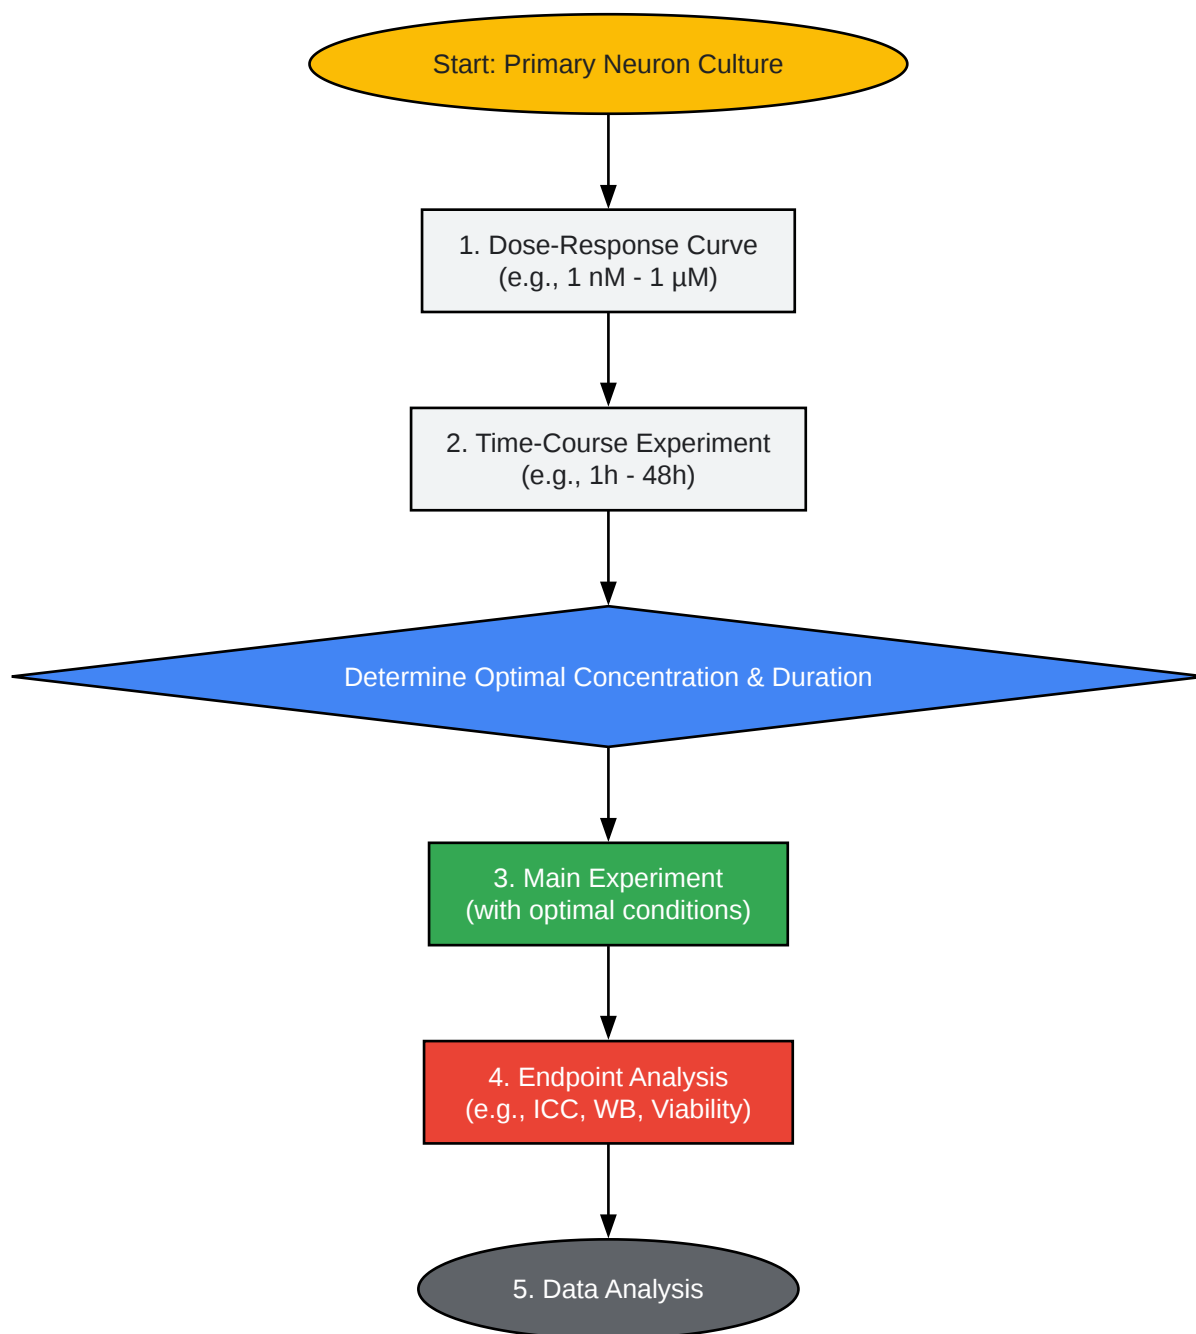 Start: Primary Neuron Culture
1. Dose-Response Curve
(e.g., 1 nM - 1 µM)
2. Time-Course Experiment
(e.g., 1h - 48h)
Determine Optimal Concentration & Duration
3. Main Experiment
(with optimal conditions)
4. Endpoint Analysis
(e.g., ICC, WB, Viability)
5. Data Analysis